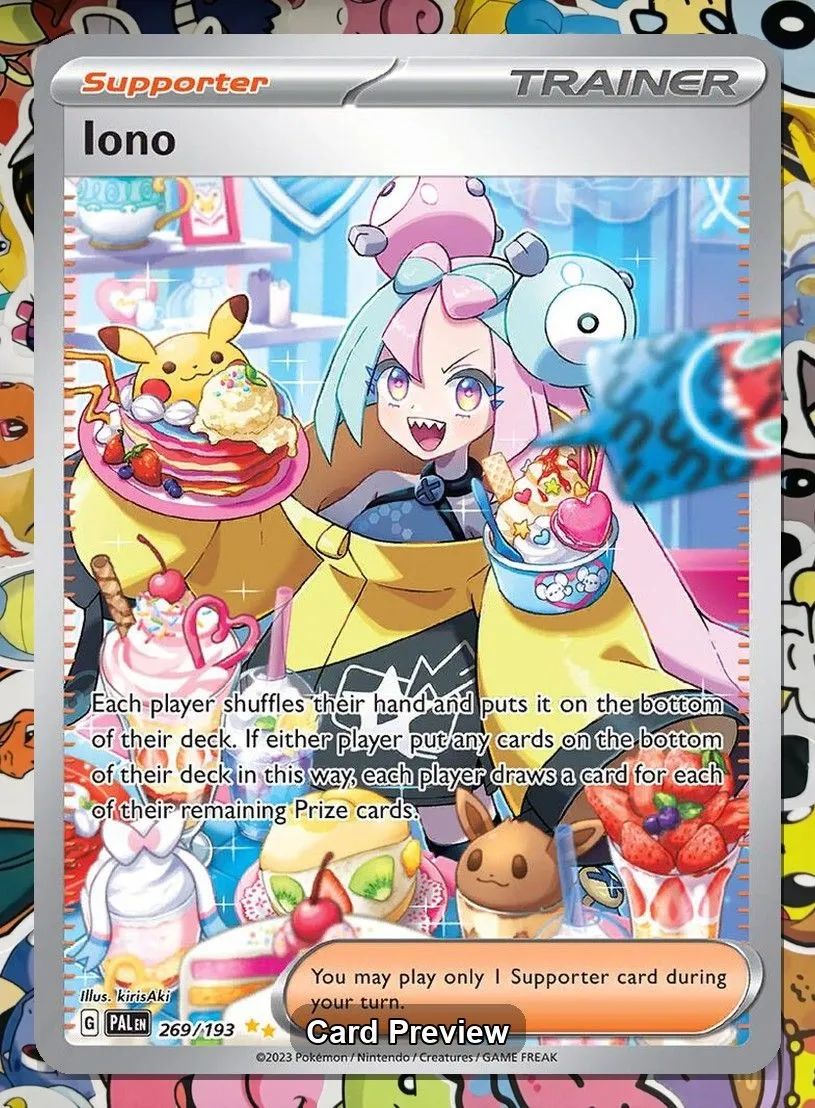 Supporter
TRAINER
Iono
Each player shuffles their hand and puts it on the bottom
of their deck. If either player put any cards on the bottom
of their deck in this way, each player draws a card for each
of their remaining Prize cards.
You may play only 1 Supporter card during
your turn.
Illus. kirisAki
G PAL EN 269/193
Card Preview
©2023 Pokémon / Nintendo / Creatures / GAME FREAK